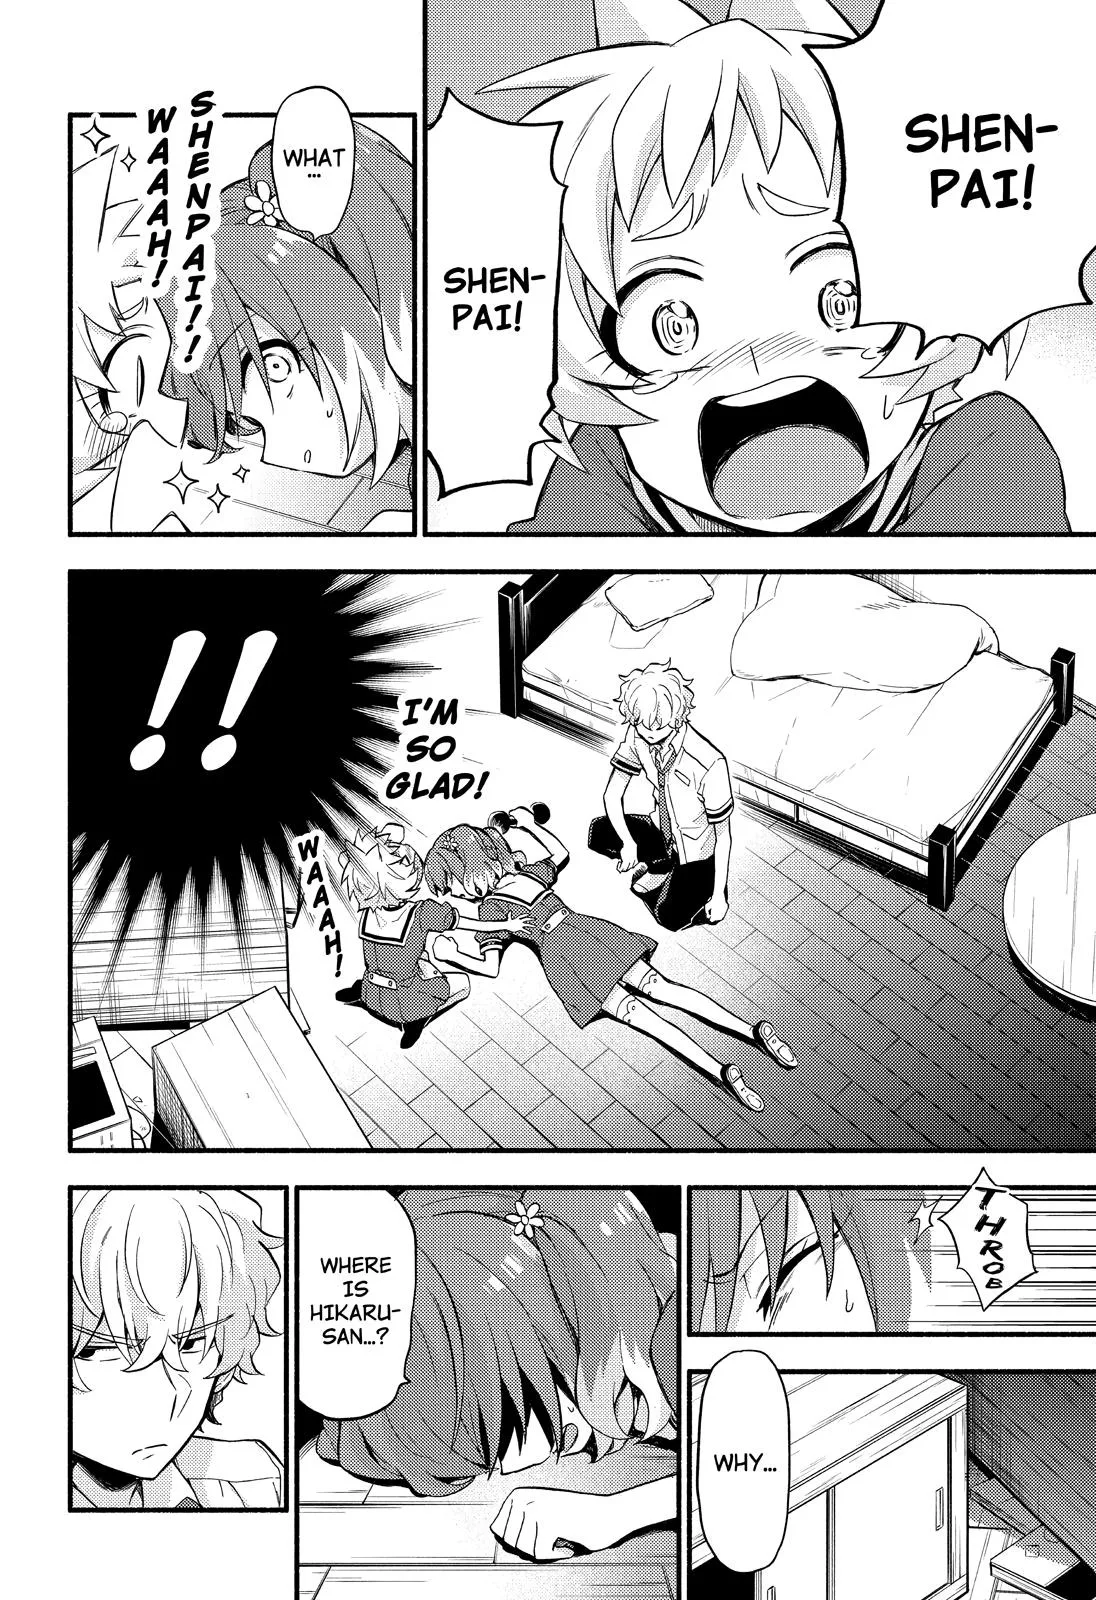 SHEN-
PAI!
SHEN-
PAI!
WHAT
...
SHENPAI!!
WAAAH!
!!
I'M
SO
GLAD!
WAAAH!
THROB
WHY...
WHERE
IS
HIKARU-
SAN...?